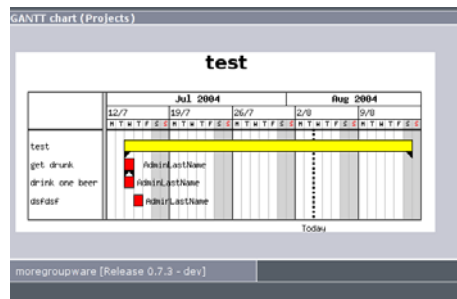 GANTT chart (Projects)
test
Jul 2004 Aug 2004
12/7 19/7 26/7 2/8 9/8
M T W T F S S M T W T F S S M T W T F S S M T W T F S S M T W T F S S
test
get drunk AdminLastName
drink one beer AdminLastName
dsfdsf AdminLastName
Today
moregroupware [Release 0.7.3 - dev]